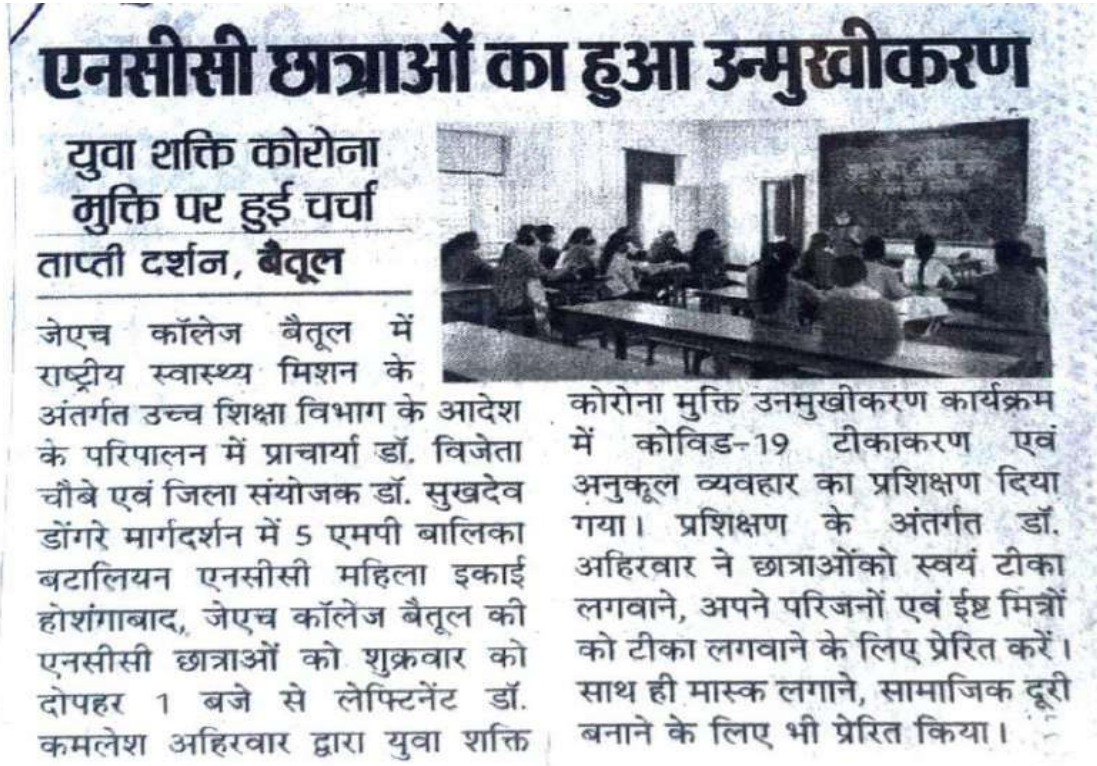 एनसीसी छात्राओं का हुआ उन्मुखीकरण
युवा शक्ति कोरोना
मुक्ति पर हुई चर्चा
ताप्ती दर्शन, बैतूल
जेएच कॉलेज बैतूल में
राष्ट्रीय स्वास्थ्य मिशन के
अंतर्गत उच्च शिक्षा विभाग के आदेश
के परिपालन में प्राचार्या डॉ. विजेता
चौबे एवं जिला संयोजक डॉ. सुखदेव
डोंगरे मार्गदर्शन में 5 एमपी बालिका
बटालियन एनसीसी महिला इकाई
होशंगाबाद, जेएच कॉलेज बैतूल की
एनसीसी छात्राओं को शुक्रवार को
दोपहर 1 बजे से लेफ्टिनेंट डॉ.
कमलेश अहिरवार द्वारा युवा शक्ति
कोरोना मुक्ति उनमुखीकरण कार्यक्रम
में कोविड-19 टीकाकरण एवं
अनुकूल व्यवहार का प्रशिक्षण दिया
गया। प्रशिक्षण के अंतर्गत डॉ.
अहिरवार ने छात्राओंको स्वयं टीका
लगवाने, अपने परिजनों एवं ईष्ट मित्रों
को टीका लगवाने के लिए प्रेरित करें।
साथ ही मास्क लगाने, सामाजिक दूरी
बनाने के लिए भी प्रेरित किया।